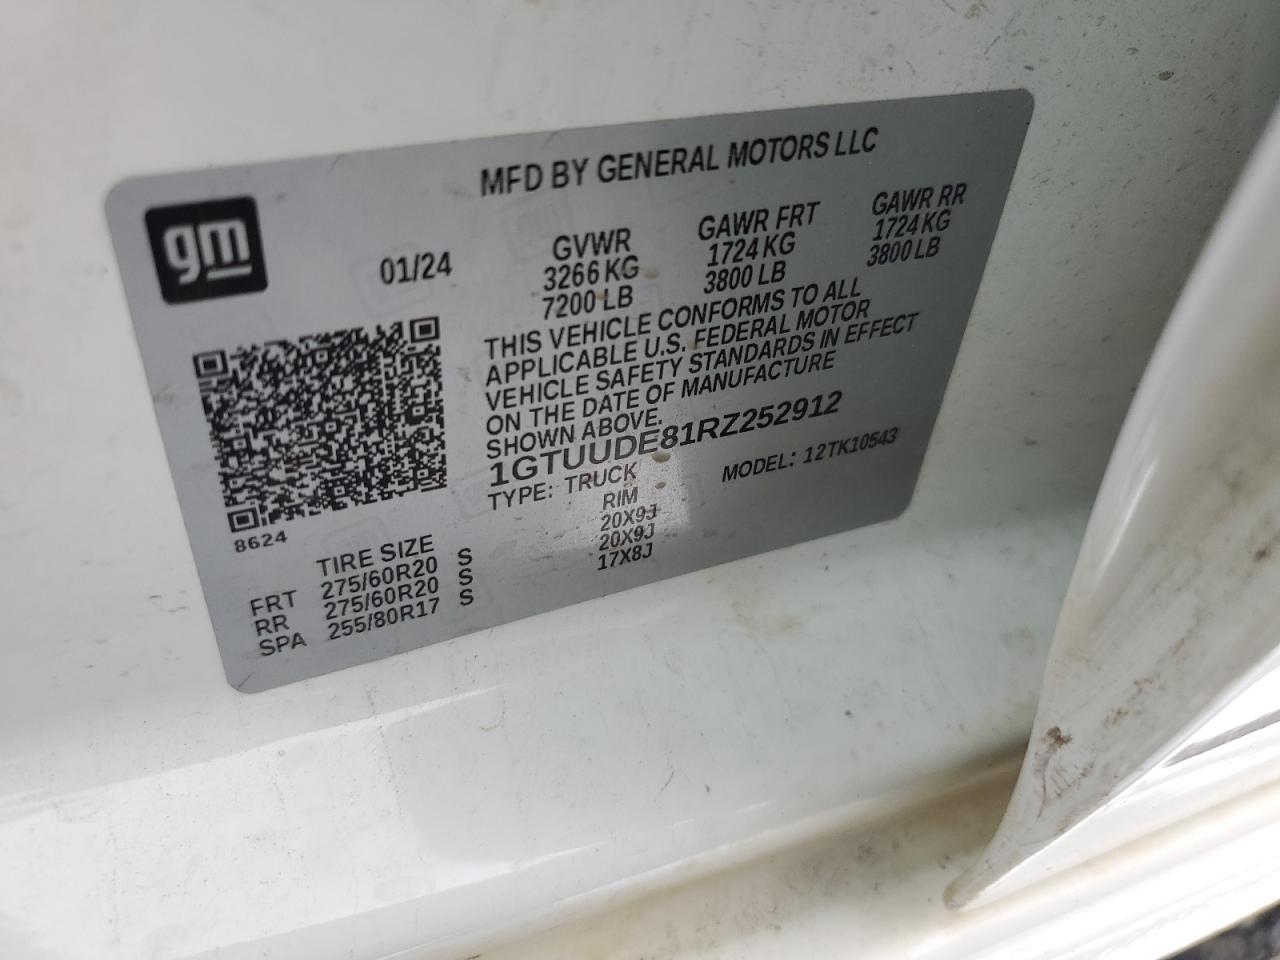 MFD BY GENERAL MOTORS LLC
gm
01/24
GVWR
3266 KG
7200 LB
GAWR FRT
1724 KG
3800 LB
GAWR RR
1724 KG
3800 LB
THIS VEHICLE CONFORMS TO ALL
APPLICABLE U.S. FEDERAL MOTOR
VEHICLE SAFETY STANDARDS IN EFFECT
ON THE DATE OF MANUFACTURE
SHOWN ABOVE.
1GTUUDE81RZ252912
TYPE: TRUCK
MODEL: 12TK10543
8624
TIRE SIZE RIM
FRT 275/60R20 S 20X9J
RR 275/60R20 S 20X9J
SPA 255/80R17 S 17X8J